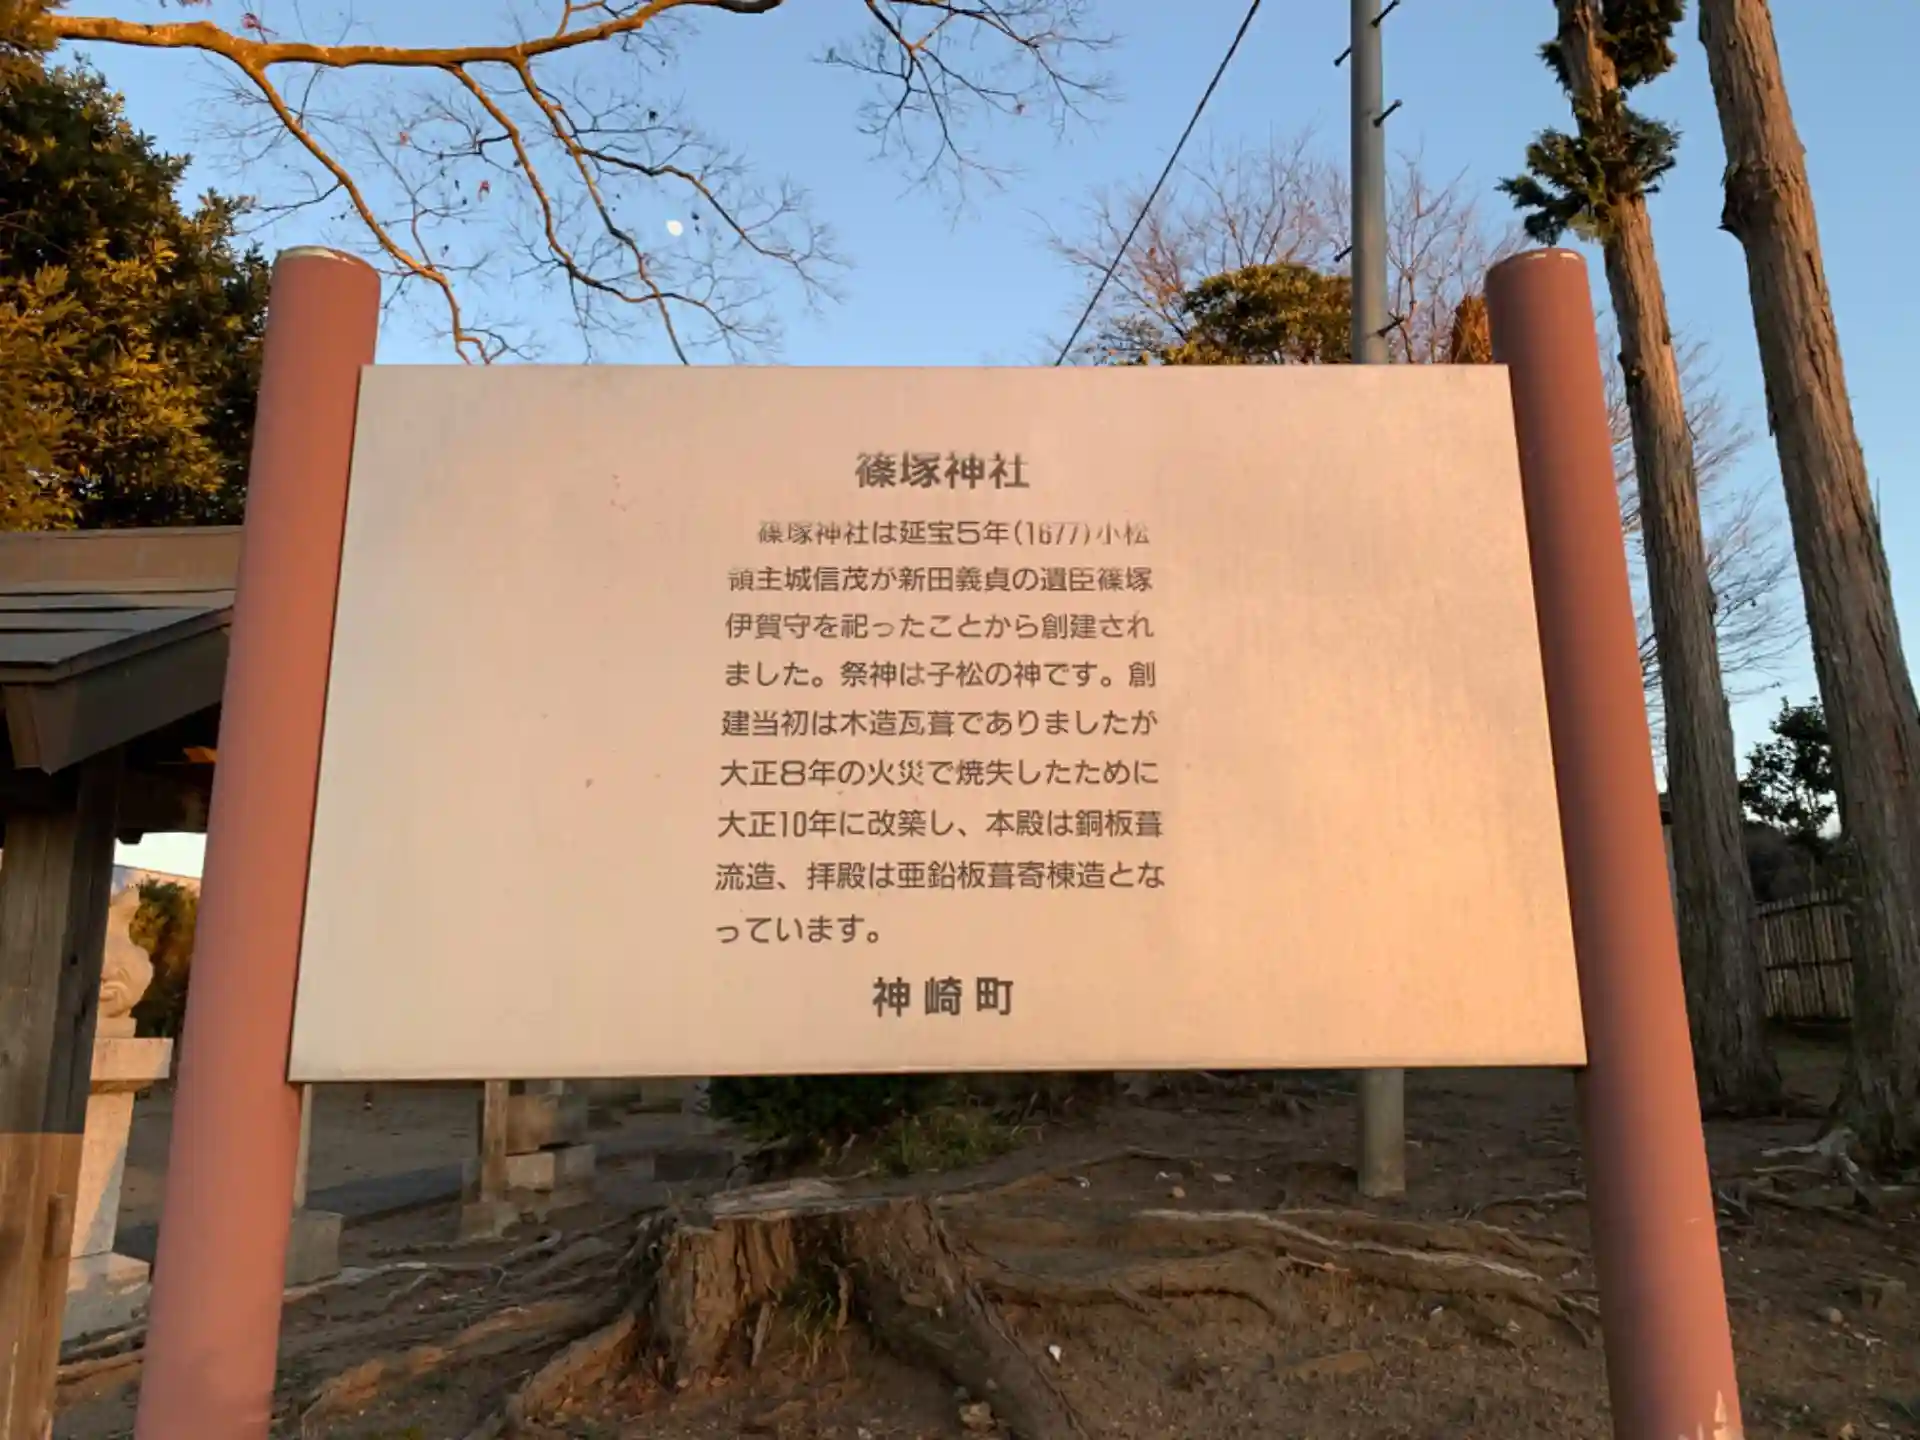 篠塚神社
篠塚神社は延宝5年(1677)小松
領主城信茂が新田義貞の遺臣篠塚
伊賀守を祀ったことから創建され
ました。祭神は子松の神です。創
建当初は木造瓦葺でありましたが
大正8年の火災で焼失したために
大正10年に改築し、本殿は銅板葺
流造、拝殿は亜鉛板葺寄棟造とな
っています。
神崎町